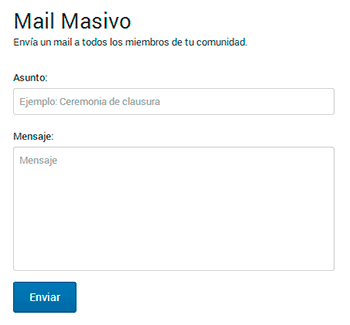 Mail Masivo
Envía un mail a todos los miembros de tu comunidad.
Asunto:
Ejemplo: Ceremonia de clausura
Mensaje:
Mensaje
Enviar